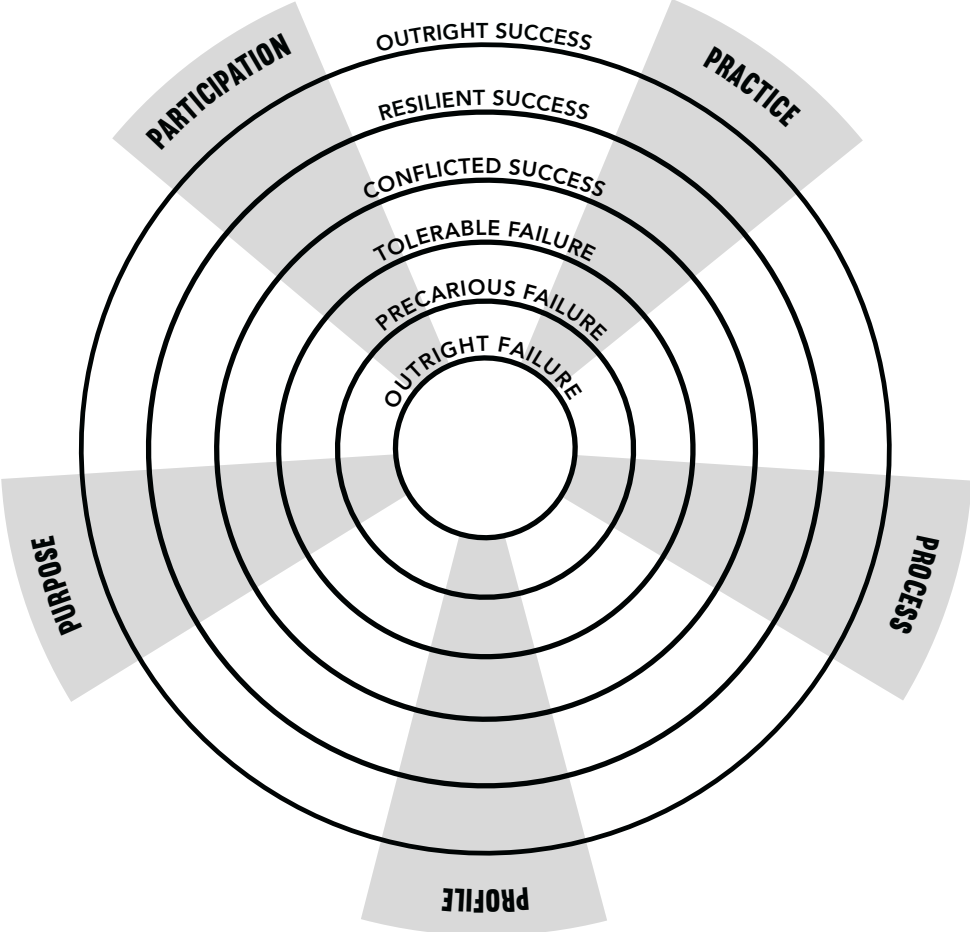 OUTRIGHT SUCCESS
RESILIENT SUCCESS
CONFLICTED SUCCESS
TOLERABLE FAILURE
PRECARIOUS FAILURE
OUTRIGHT FAILURE
PARTICIPATION
PRACTICE
PROCESS
PROFILE
PURPOSE